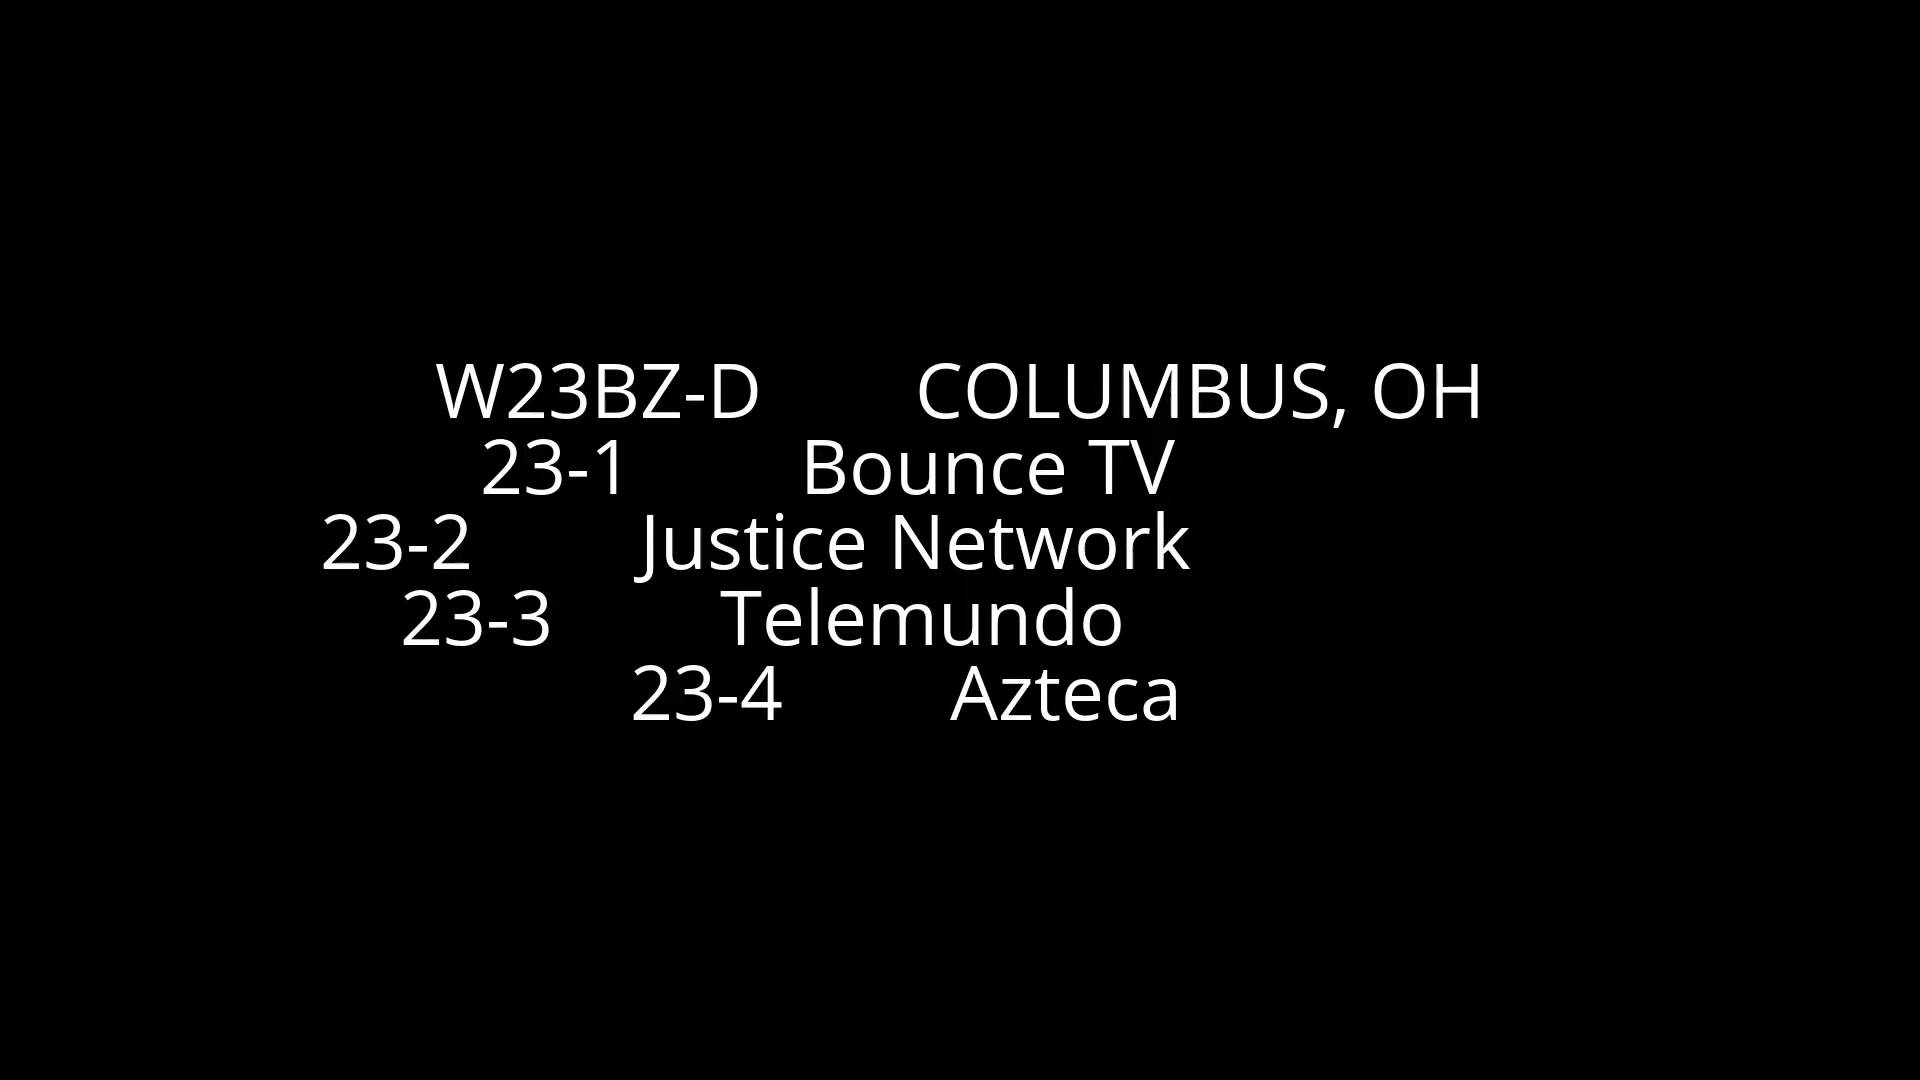 W23BZ-D COLUMBUS, OH
23-1 Bounce TV
23-2 Justice Network
23-3 Telemundo
23-4 Azteca